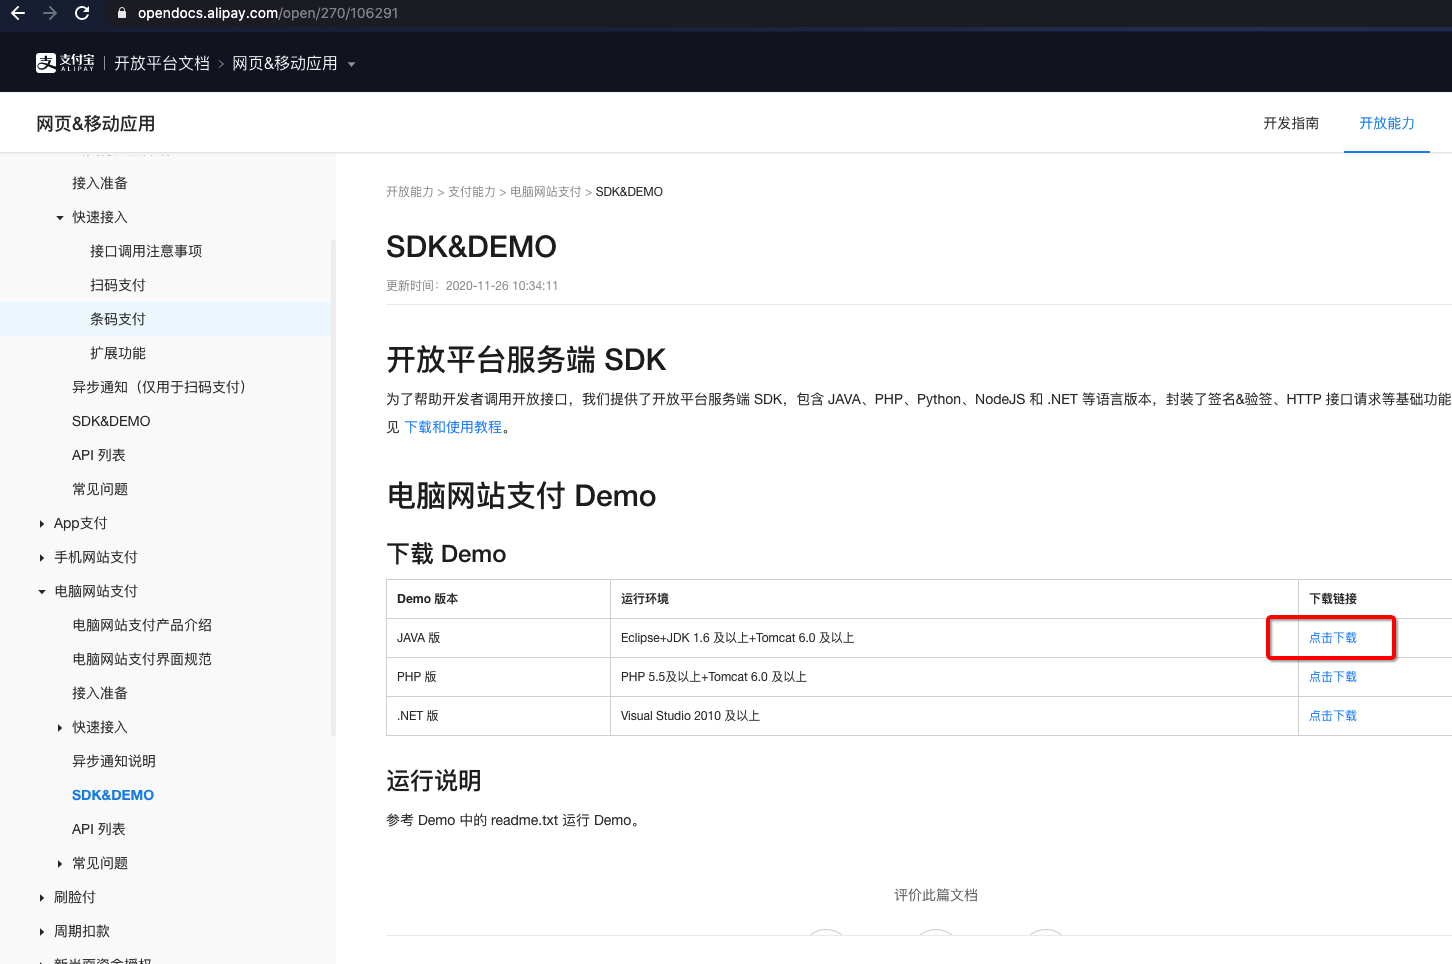 opendocs.alipay.com/open/270/106291
支 支付宝 ALIPAY 开放平台文档 > 网页&移动应用
网页&移动应用
开发指南
开放能力
接入准备
快速接入
接口调用注意事项
扫码支付
条码支付
扩展功能
异步通知（仅用于扫码支付）
SDK&DEMO
API 列表
常见问题
App支付
手机网站支付
电脑网站支付
电脑网站支付产品介绍
电脑网站支付界面规范
接入准备
快速接入
异步通知说明
SDK&DEMO
API 列表
常见问题
刷脸付
周期扣款
开放能力 > 支付能力 > 电脑网站支付 > SDK&DEMO
SDK&DEMO
更新时间：2020-11-26 10:34:11
开放平台服务端 SDK
为了帮助开发者调用开放接口，我们提供了开放平台服务端 SDK，包含 JAVA、PHP、Python、NodeJS 和 .NET 等语言版本，封装了签名&验签、HTTP 接口请求等基础功能
见 下载和使用教程。
电脑网站支付 Demo
下载 Demo
Demo 版本 运行环境 下载链接
JAVA 版 Eclipse+JDK 1.6 及以上+Tomcat 6.0 及以上 点击下载
PHP 版 PHP 5.5及以上+Tomcat 6.0 及以上 点击下载
.NET 版 Visual Studio 2010 及以上 点击下载
运行说明
参考 Demo 中的 readme.txt 运行 Demo。
评价此篇文档